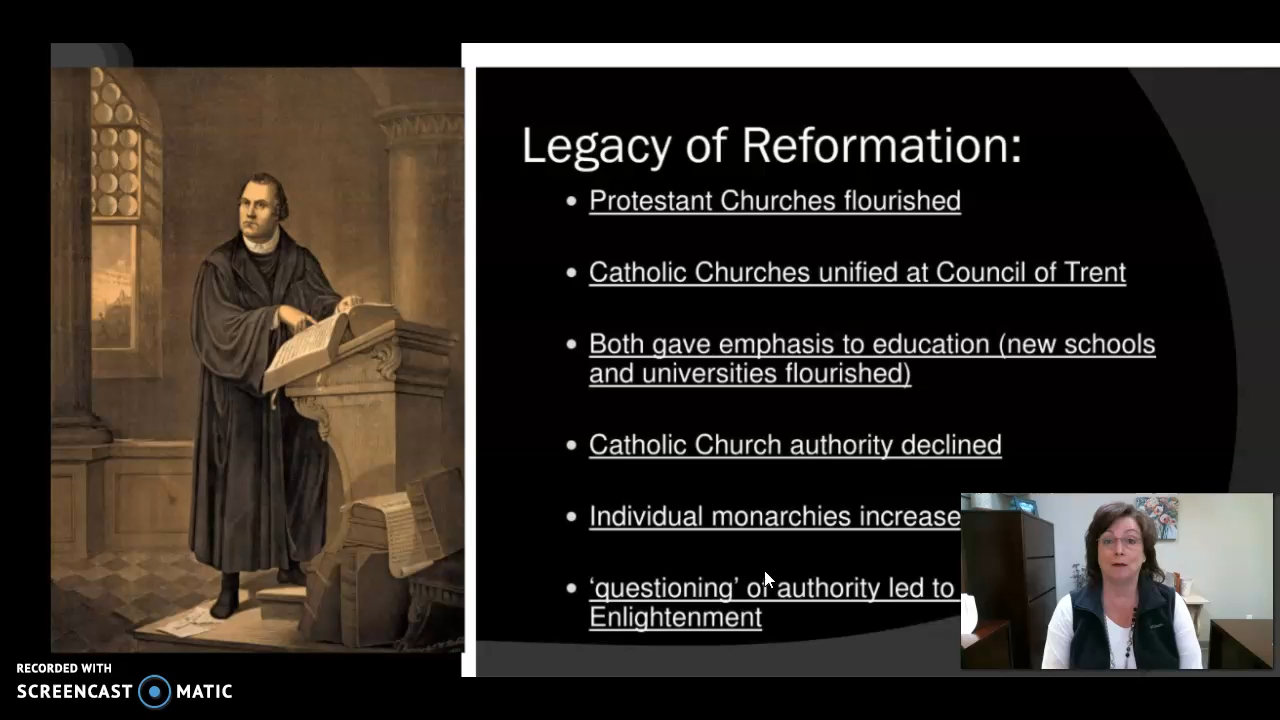 Legacy of Reformation:
• Protestant Churches flourished
• Catholic Churches unified at Council of Trent
• Both gave emphasis to education (new schools
and universities flourished)
• Catholic Church authority declined
• Individual monarchies increase
• ‘questioning’ of authority led to
Enlightenment
RECORDED WITH
SCREENCAST MATIC